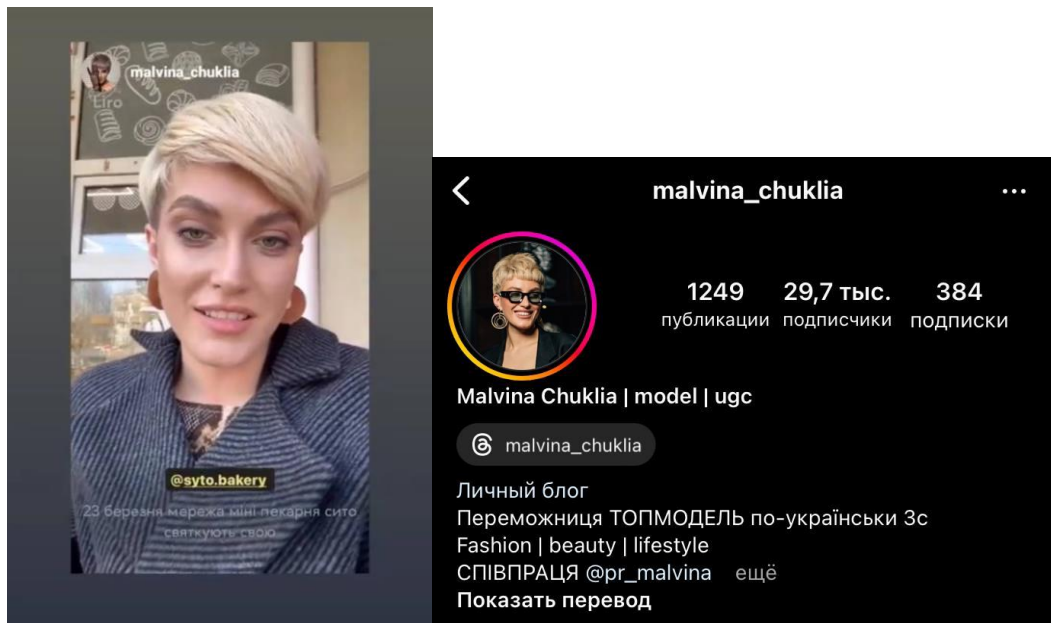 malvina_chuklia
@syto.bakery
23 березня мережа міні пекарня сито
святкують свою
malvina_chuklia
1249
29,7 тыс.
384
публикации
подписчики
подписки
Malvina Chuklia | model | ugc
malvina_chuklia
Личный блог
Переможниця ТОПМОДЕЛЬ по-українськи 3с
Fashion | beauty | lifestyle
СПІВПРАЦЯ @pr_malvina ещё
Показать перевод